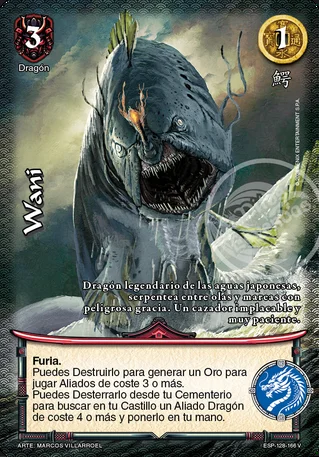 3
1
Dragón
鰐
Wani
Dragón legendario de las aguas japonesas,
serpentea entre olas y mareas con
peligrosa gracia. Un cazador implacable y
muy paciente.
Furia.
Puedes Destruirlo para generar un Oro para
jugar Aliados de coste 3 o más.
Puedes Desterrarlo desde tu Cementerio
para buscar en tu Castillo un Aliado Dragón
de coste 4 o más y ponerlo en tu mano.
ARTE: MARCOS VILLARROEL
ESP-128-166 V